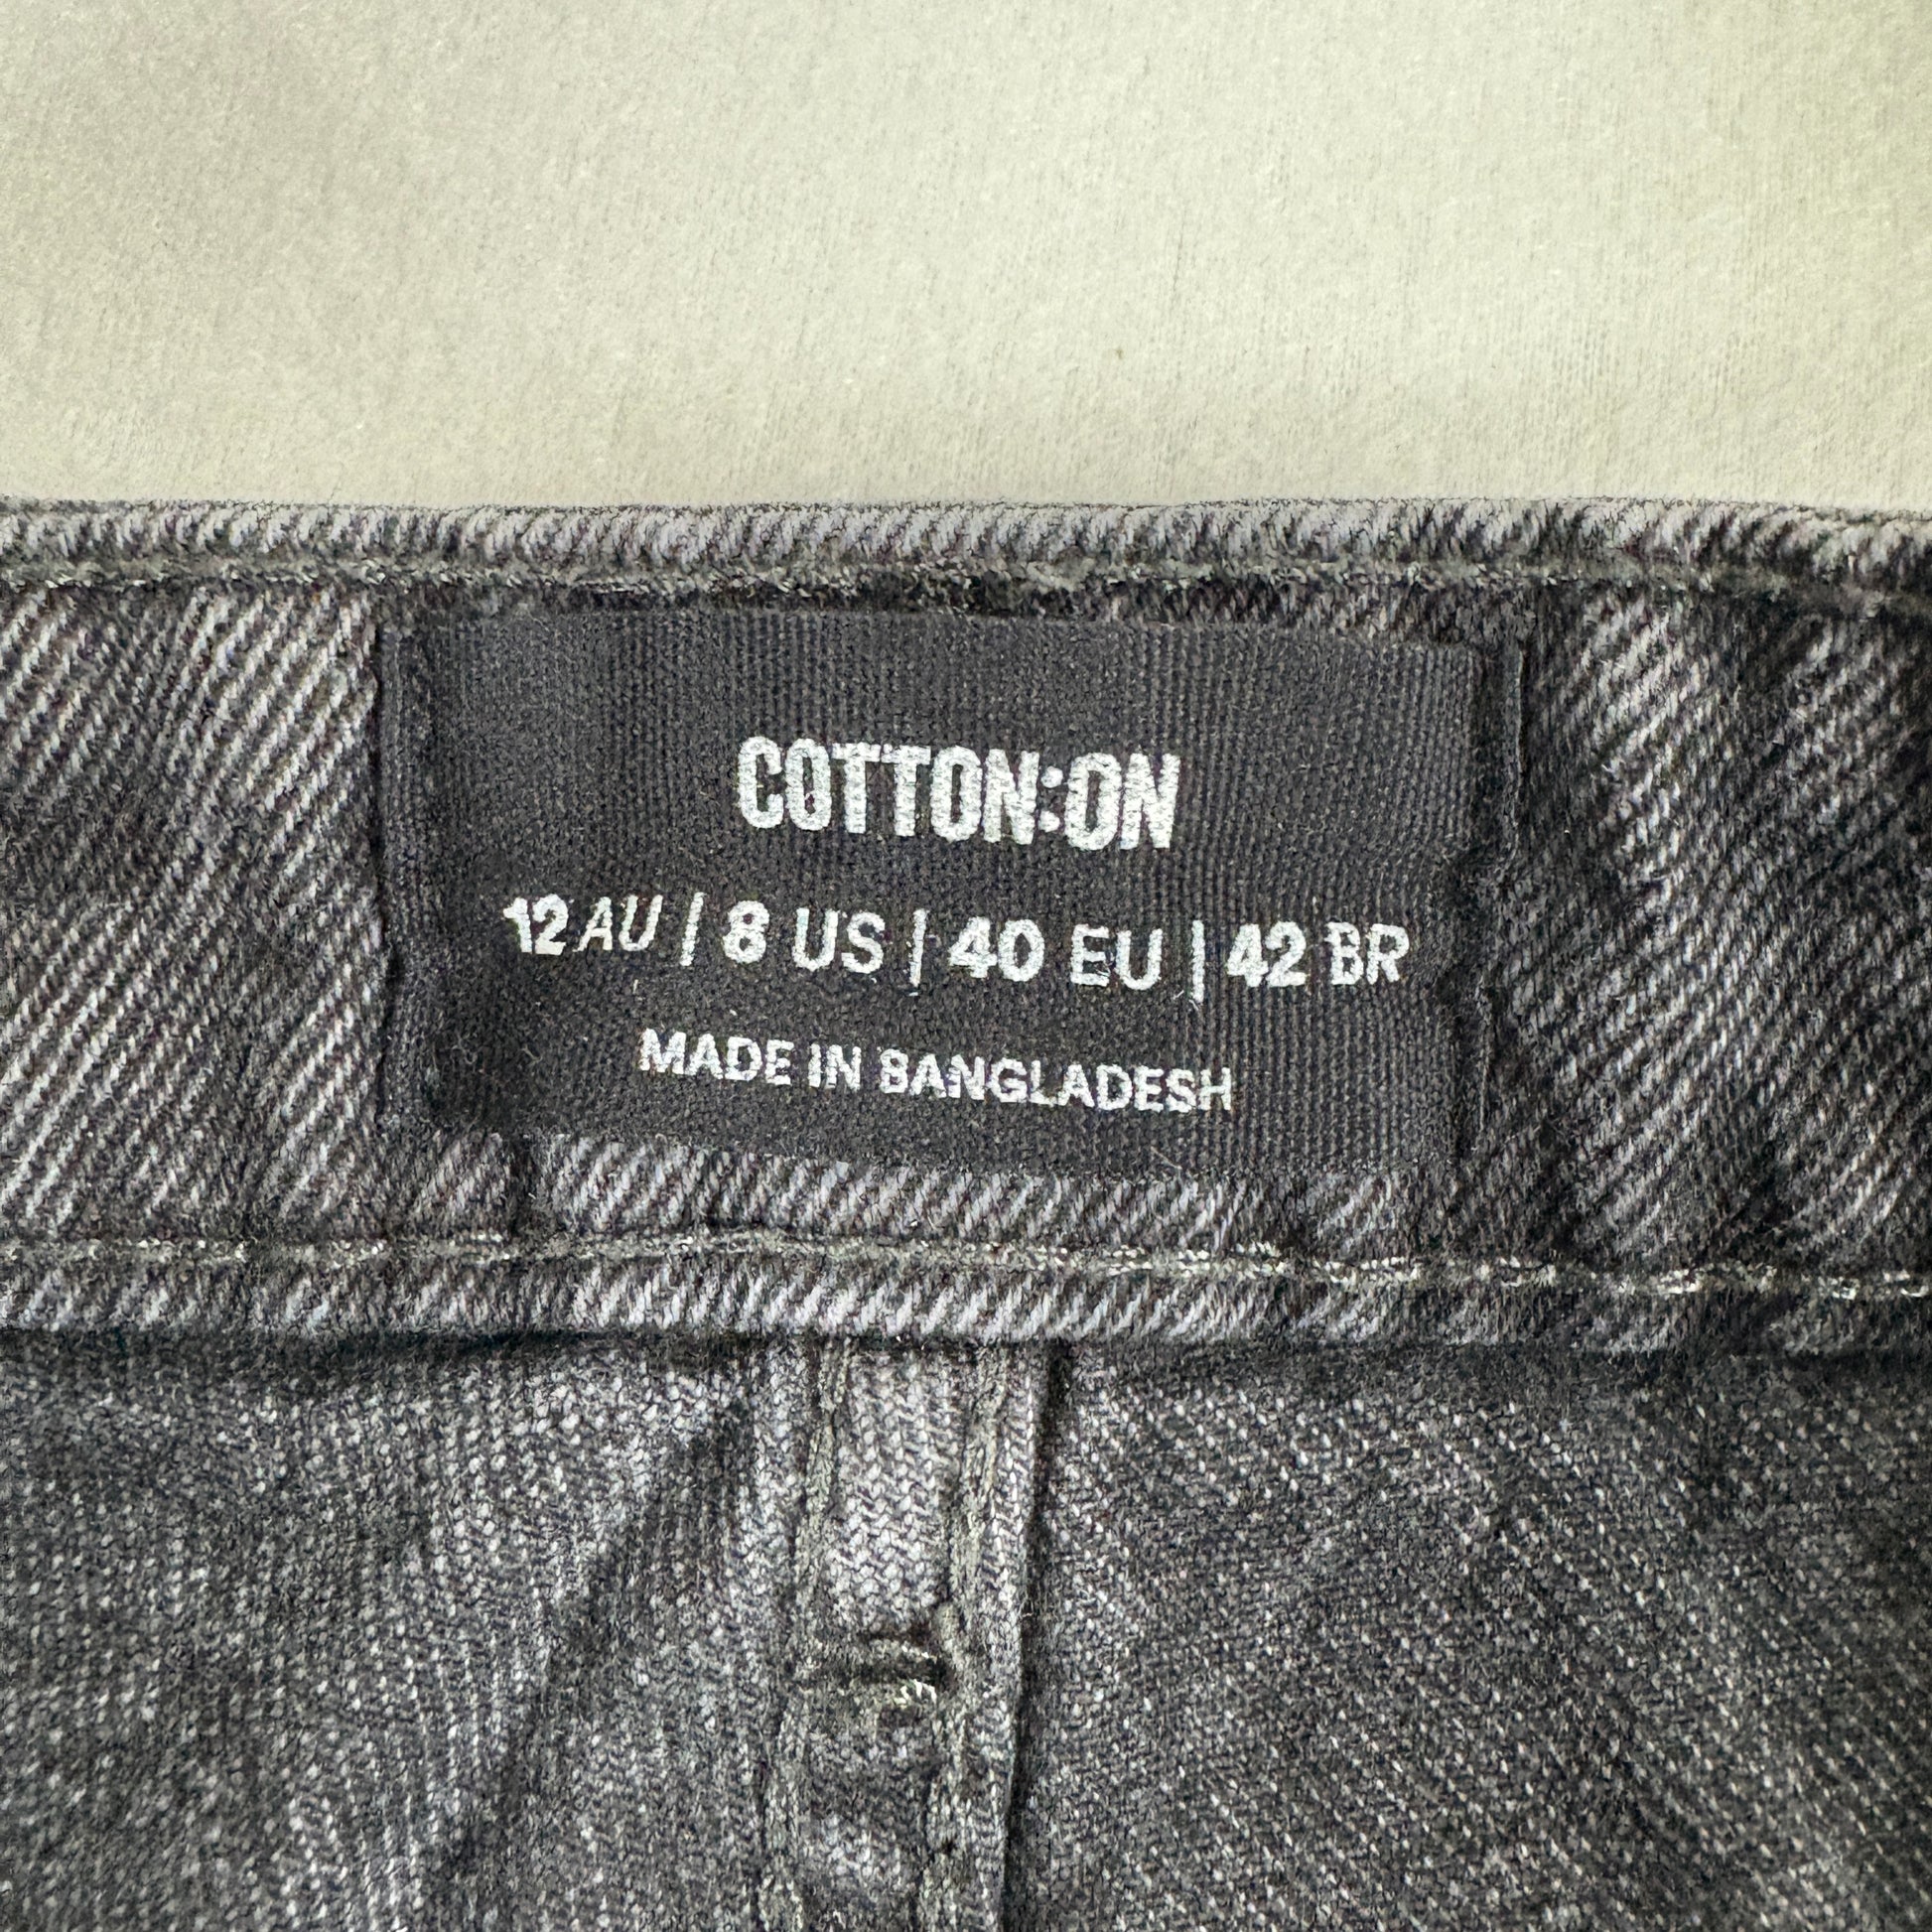 COTTON:ON
12 AU | 8 US | 40 EU | 42 BR
MADE IN BANGLADESH